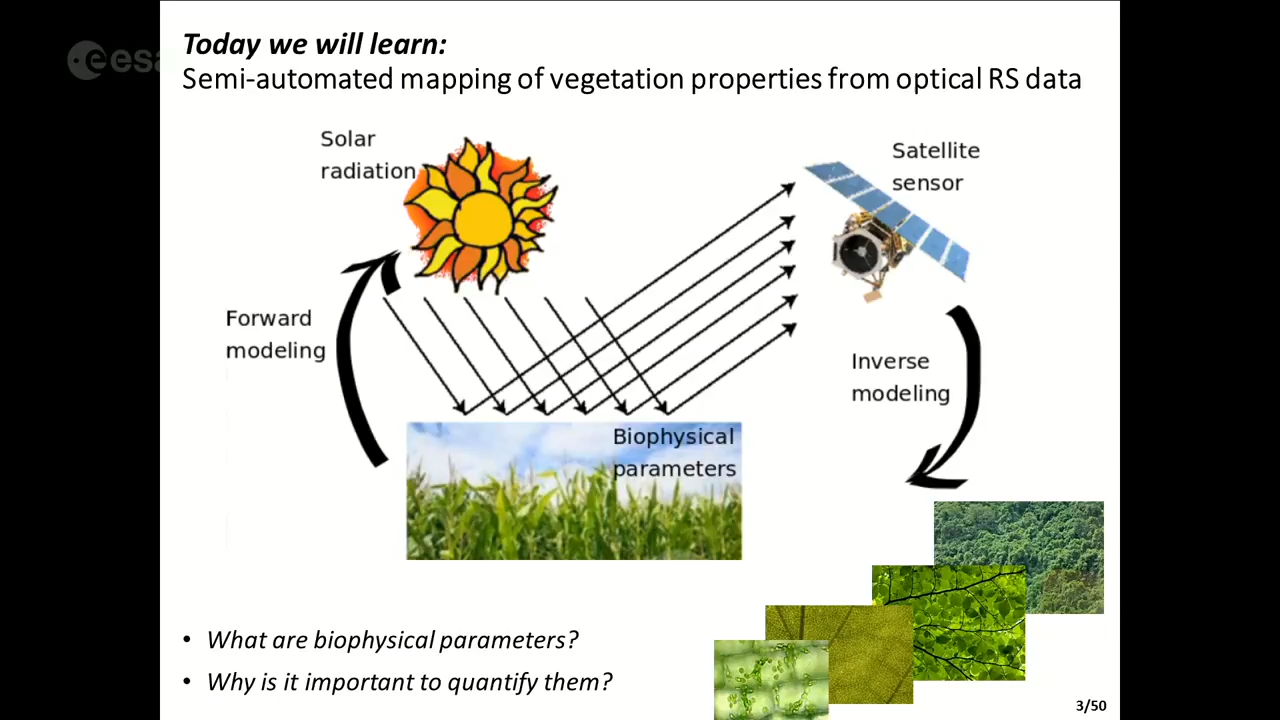 Today we will learn:
Semi-automated mapping of vegetation properties from optical RS data
esa
Solar
radiation
Satellite
sensor
Forward
modeling
Inverse
modeling
Biophysical
parameters
• What are biophysical parameters?
• Why is it important to quantify them?
3/50